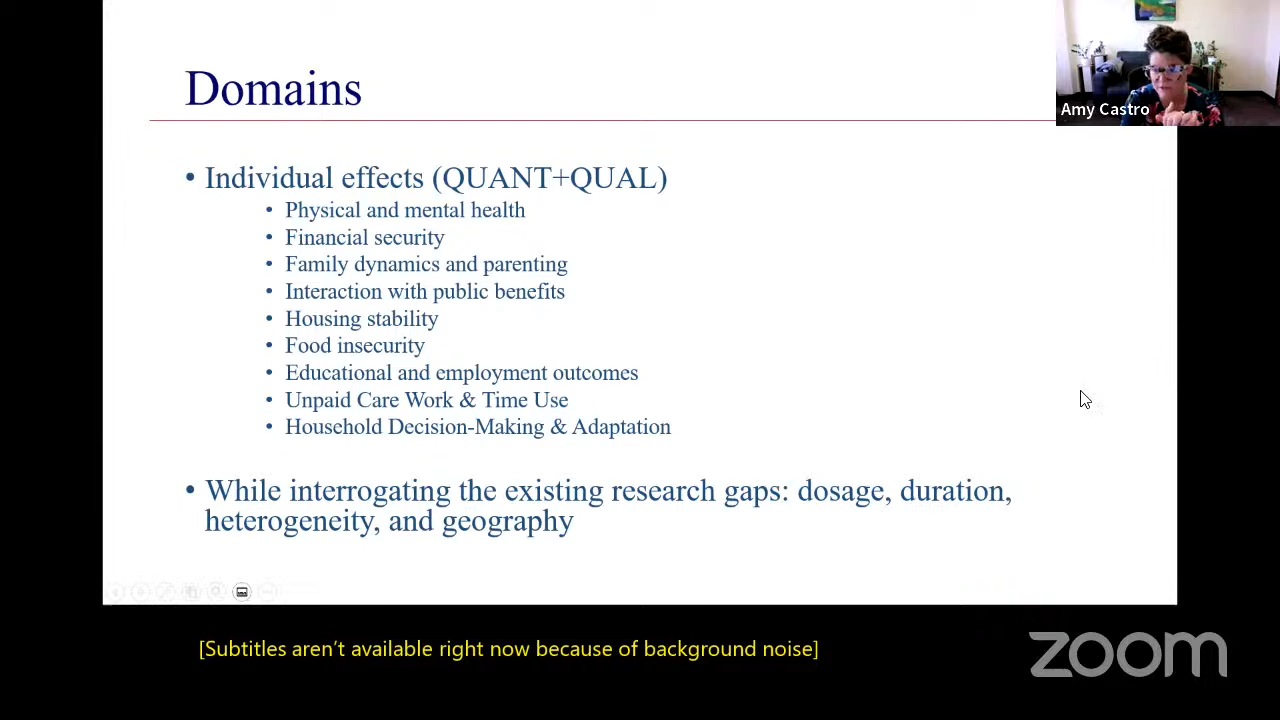 Domains
Amy Castro
• Individual effects (QUANT+QUAL)
• Physical and mental health
• Financial security
• Family dynamics and parenting
• Interaction with public benefits
• Housing stability
• Food insecurity
• Educational and employment outcomes
• Unpaid Care Work & Time Use
• Household Decision-Making & Adaptation
• While interrogating the existing research gaps: dosage, duration,
heterogeneity, and geography
[Subtitles aren't available right now because of background noise]
zoom